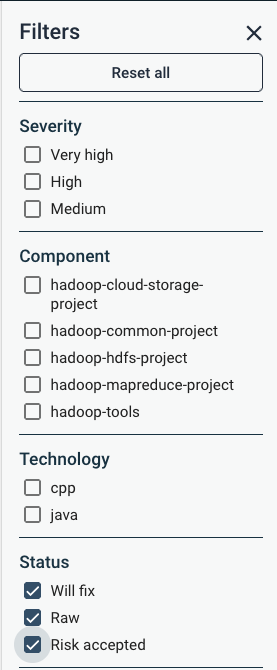 Filters
Reset all
Severity
Very high
High
Medium
Component
hadoop-cloud-storage-
project
hadoop-common-project
hadoop-hdfs-project
hadoop-mapreduce-project
hadoop-tools
Technology
cpp
java
Status
Will fix
Raw
Risk accepted